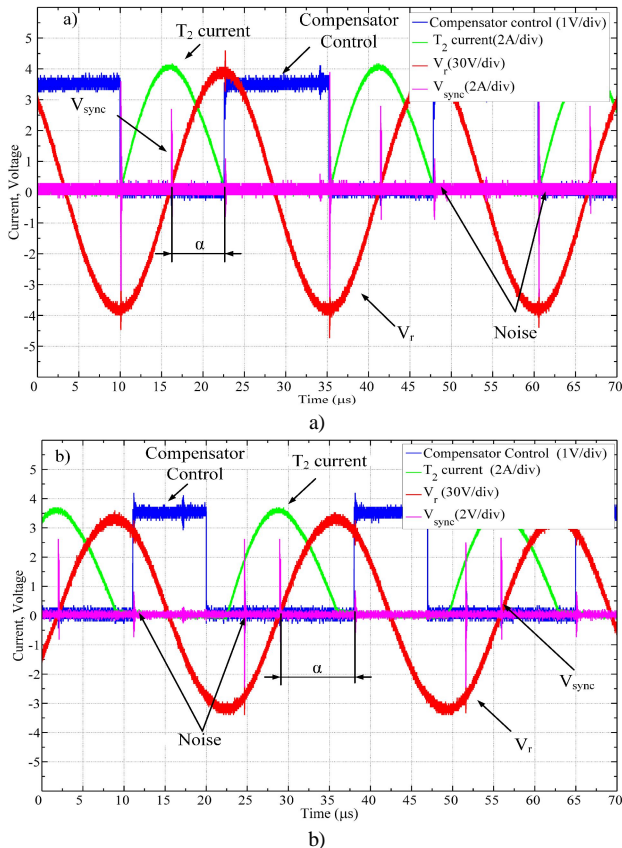 a)
T2 current
Compensator
Control
Compensator control (1V/div)
T2 current(2A/div)
Vr(30V/div)
Vsync(2A/div)
Vsync
α
Vr
Noise
Current, Voltage
6
5
4
3
2
1
0
-1
-2
-3
-4
-5
0 5 10 15 20 25 30 35 40 45 50 55 60 65 70
Time (µs)
a)
b)
Compensator
Control
T2 current
Compensator Control (1V/div)
T2 current (2A/div)
Vr(30V/div)
Vsync(2V/div)
α
Vsync
Noise
Vr
Current, Voltage
6
5
4
3
2
1
0
-1
-2
-3
-4
-5
0 5 10 15 20 25 30 35 40 45 50 55 60 65 70
Time (µs)
b)